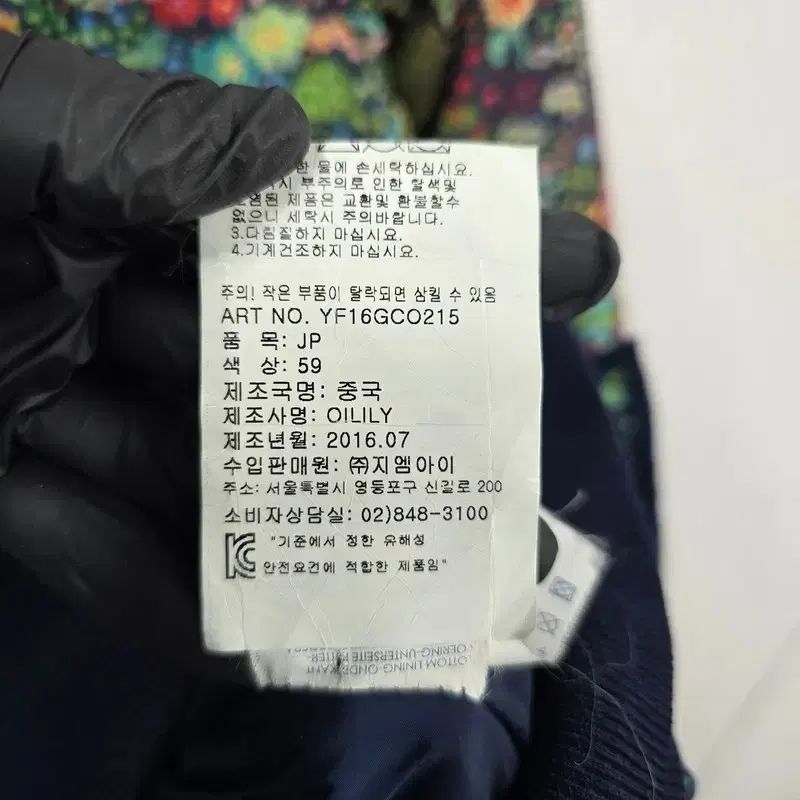 물에 손세탁하십시요.
부주의로 인한 탈색및
제품은 교환및 환불할수
없으니 세탁시 주의바랍니다.
3.다림질하지 마십시요.
4.기계건조하지 마십시요.
주의! 작은 부품이 탈락되면 삼킬 수 있음
ART NO. YF16GCO215
품 목: JP
색 상: 59
제조국명: 중국
제조사명: OILILY
제조년월: 2016.07
수입판매원: ㈜지엠아이
주소: 서울특별시 영등포구 신길로 200
소비자상담실: 02)848-3100
"기준에서 정한 유해성
안전요건에 적합한 제품임"
OERING-UNTERSEITE
OTTOM LINING-ONDERKANT